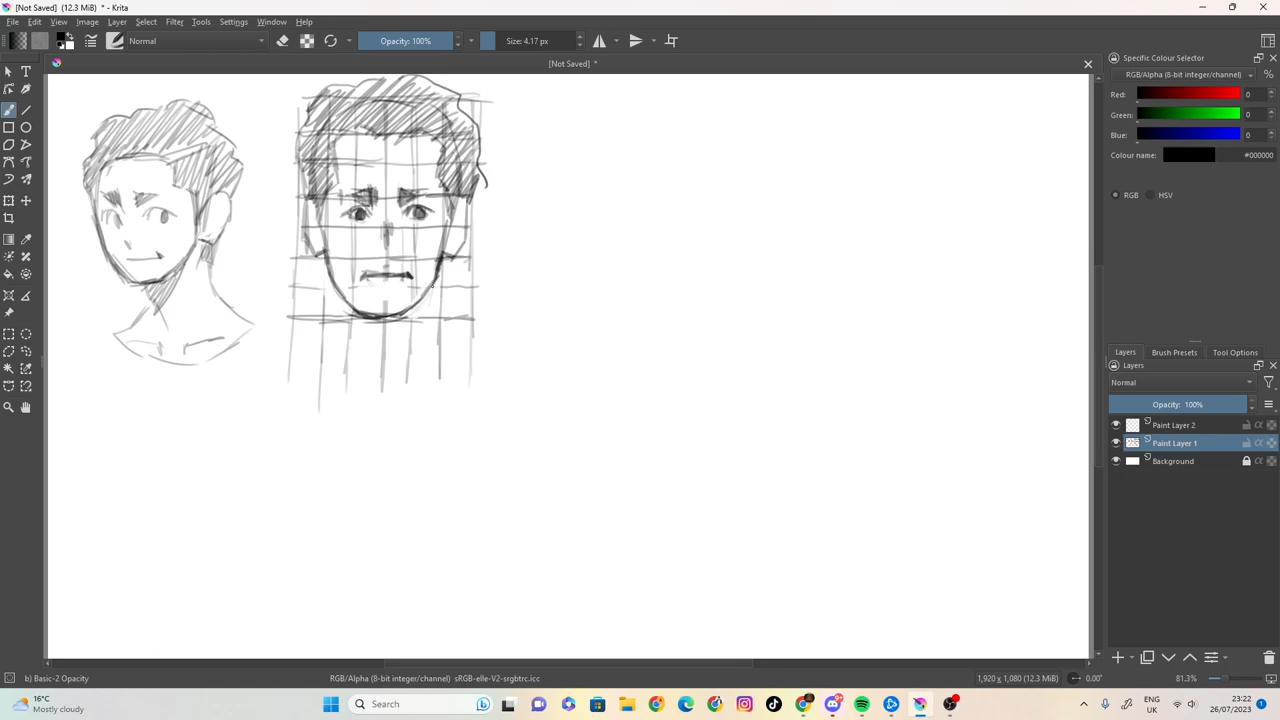 [Not Saved] (12.3 MiB) * - Krita
File Edit View Image Layer Select Filter Tools Settings Window Help
Normal Opacity: 100% Size: 4.17 px
[Not Saved] *
Specific Colour Selector
RGB/Alpha (8-bit integer/channel) %
Red: 0
Green: 0
Blue: 0
Colour name: #000000
RGB HSV
Layers Brush Presets Tool Options
Layers
Normal
Opacity: 100%
Paint Layer 2
Paint Layer 1
Background
b) Basic-2 Opacity RGB/Alpha (8-bit integer/channel) sRGB-elle-V2-srgbtrc.icc 1,920 x 1,080 (12.3 MiB) 0.00° 81.3%
16°C
Mostly cloudy
Search
ENG
UK
23:22
26/07/2023